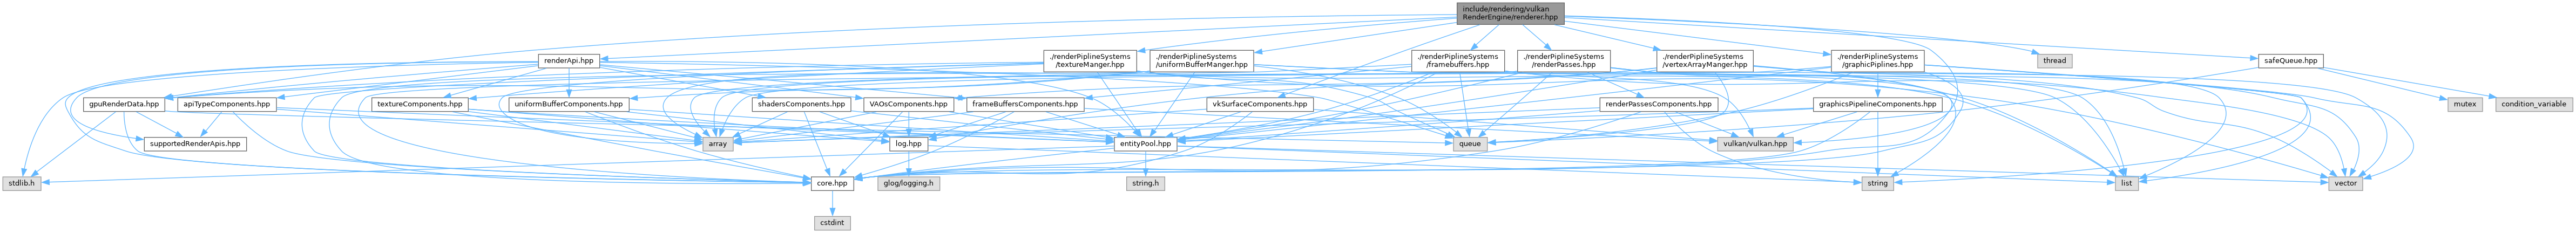 include/rendering/vulkan
RenderEngine/renderer.hpp
renderApi.hpp
./renderPiplineSystems
/textureManger.hpp
./renderPiplineSystems
/uniformBufferManger.hpp
./renderPiplineSystems
/framebuffers.hpp
./renderPiplineSystems
/renderPasses.hpp
./renderPiplineSystems
/vertexArrayManger.hpp
./renderPiplineSystems
/graphicPiplines.hpp
thread
safeQueue.hpp
gpuRenderData.hpp
apiTypeComponents.hpp
textureComponents.hpp
uniformBufferComponents.hpp
shadersComponents.hpp
VAOsComponents.hpp
frameBuffersComponents.hpp
vkSurfaceComponents.hpp
renderPassesComponents.hpp
graphicsPipelineComponents.hpp
mutex
condition_variable
supportedRenderApis.hpp
array
log.hpp
entityPool.hpp
queue
vulkan/vulkan.hpp
stdlib.h
core.hpp
glog/logging.h
string.h
string
list
vector
cstdint